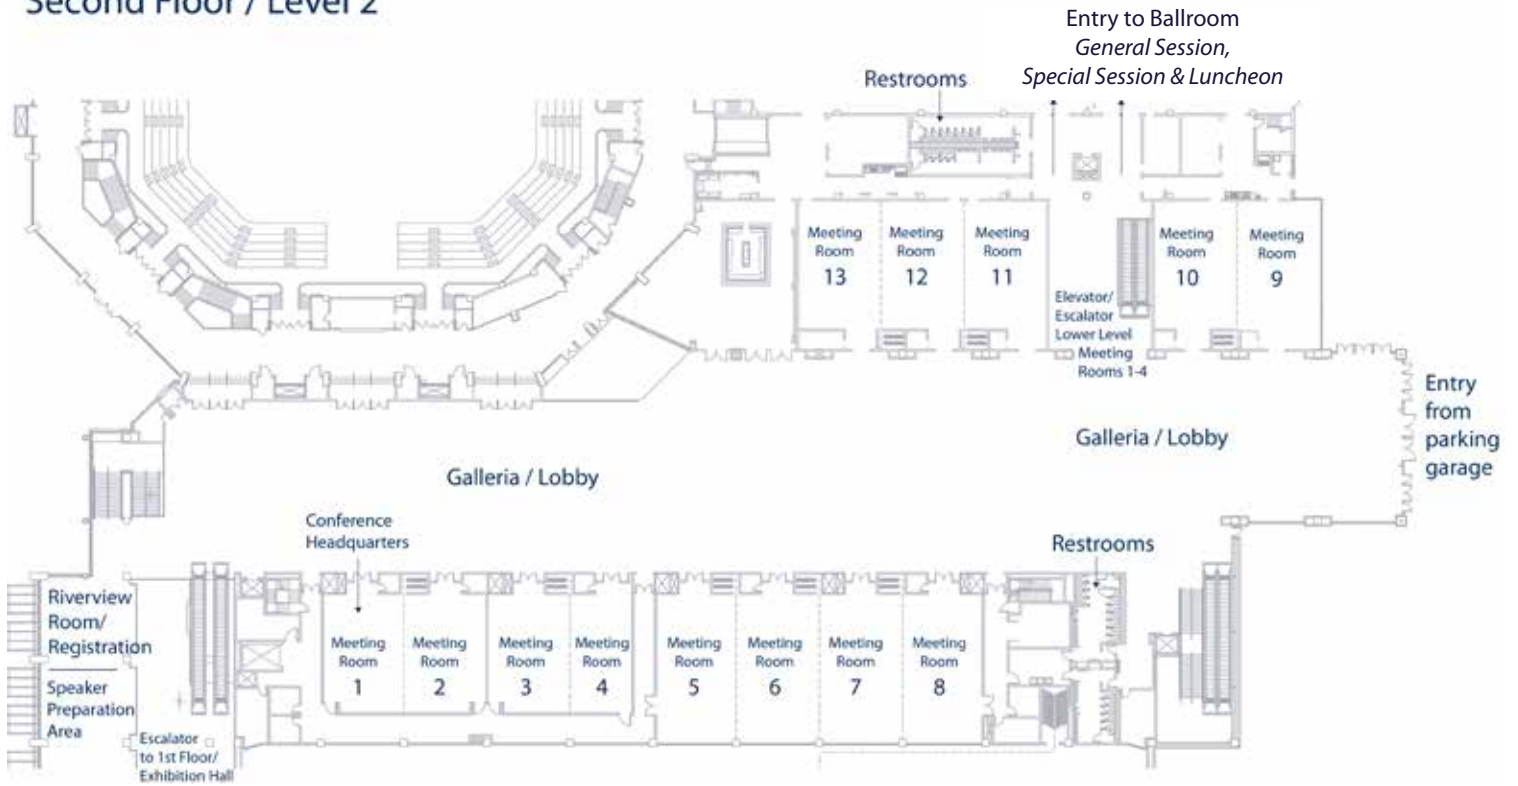 Second Floor / Level 2
Entry to Ballroom
General Session,
Special Session & Luncheon
Restrooms
Meeting
Room
13
Meeting
Room
12
Meeting
Room
11
Meeting
Room
10
Meeting
Room
9
Elevator/
Escalator
Lower Level
Meeting
Rooms 1-4
Entry
from
parking
garage
Galleria / Lobby
Galleria / Lobby
Conference
Headquarters
Restrooms
Riverview
Room/
Registration
Speaker
Preparation
Area
Escalator
to 1st Floor/
Exhibition Hall
Meeting
Room
1
Meeting
Room
2
Meeting
Room
3
Meeting
Room
4
Meeting
Room
5
Meeting
Room
6
Meeting
Room
7
Meeting
Room
8